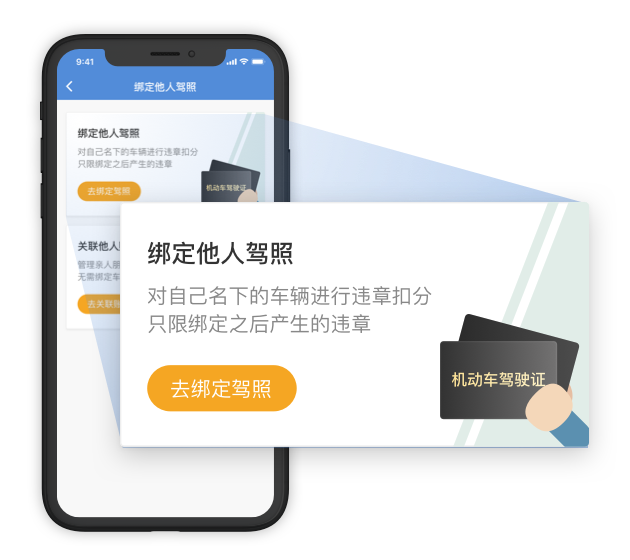 9:41
绑定他人驾照
绑定他人驾照
对自己名下的车辆进行违章扣分
只限绑定之后产生的违章
去绑定驾照
机动车驾驶证
关联他人
管理亲人朋
无需绑定车
去关联
绑定他人驾照
对自己名下的车辆进行违章扣分
只限绑定之后产生的违章
去绑定驾照
机动车驾驶证